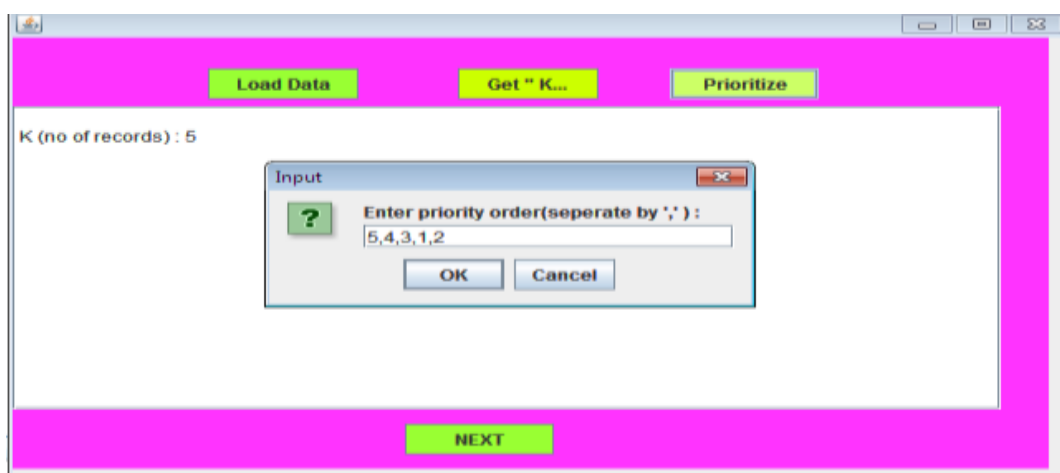 Load Data
Get " K...
Prioritize
K (no of records) : 5
Input
?
Enter priority order(seperate by ',' ) :
5,4,3,1,2
OK
Cancel
NEXT